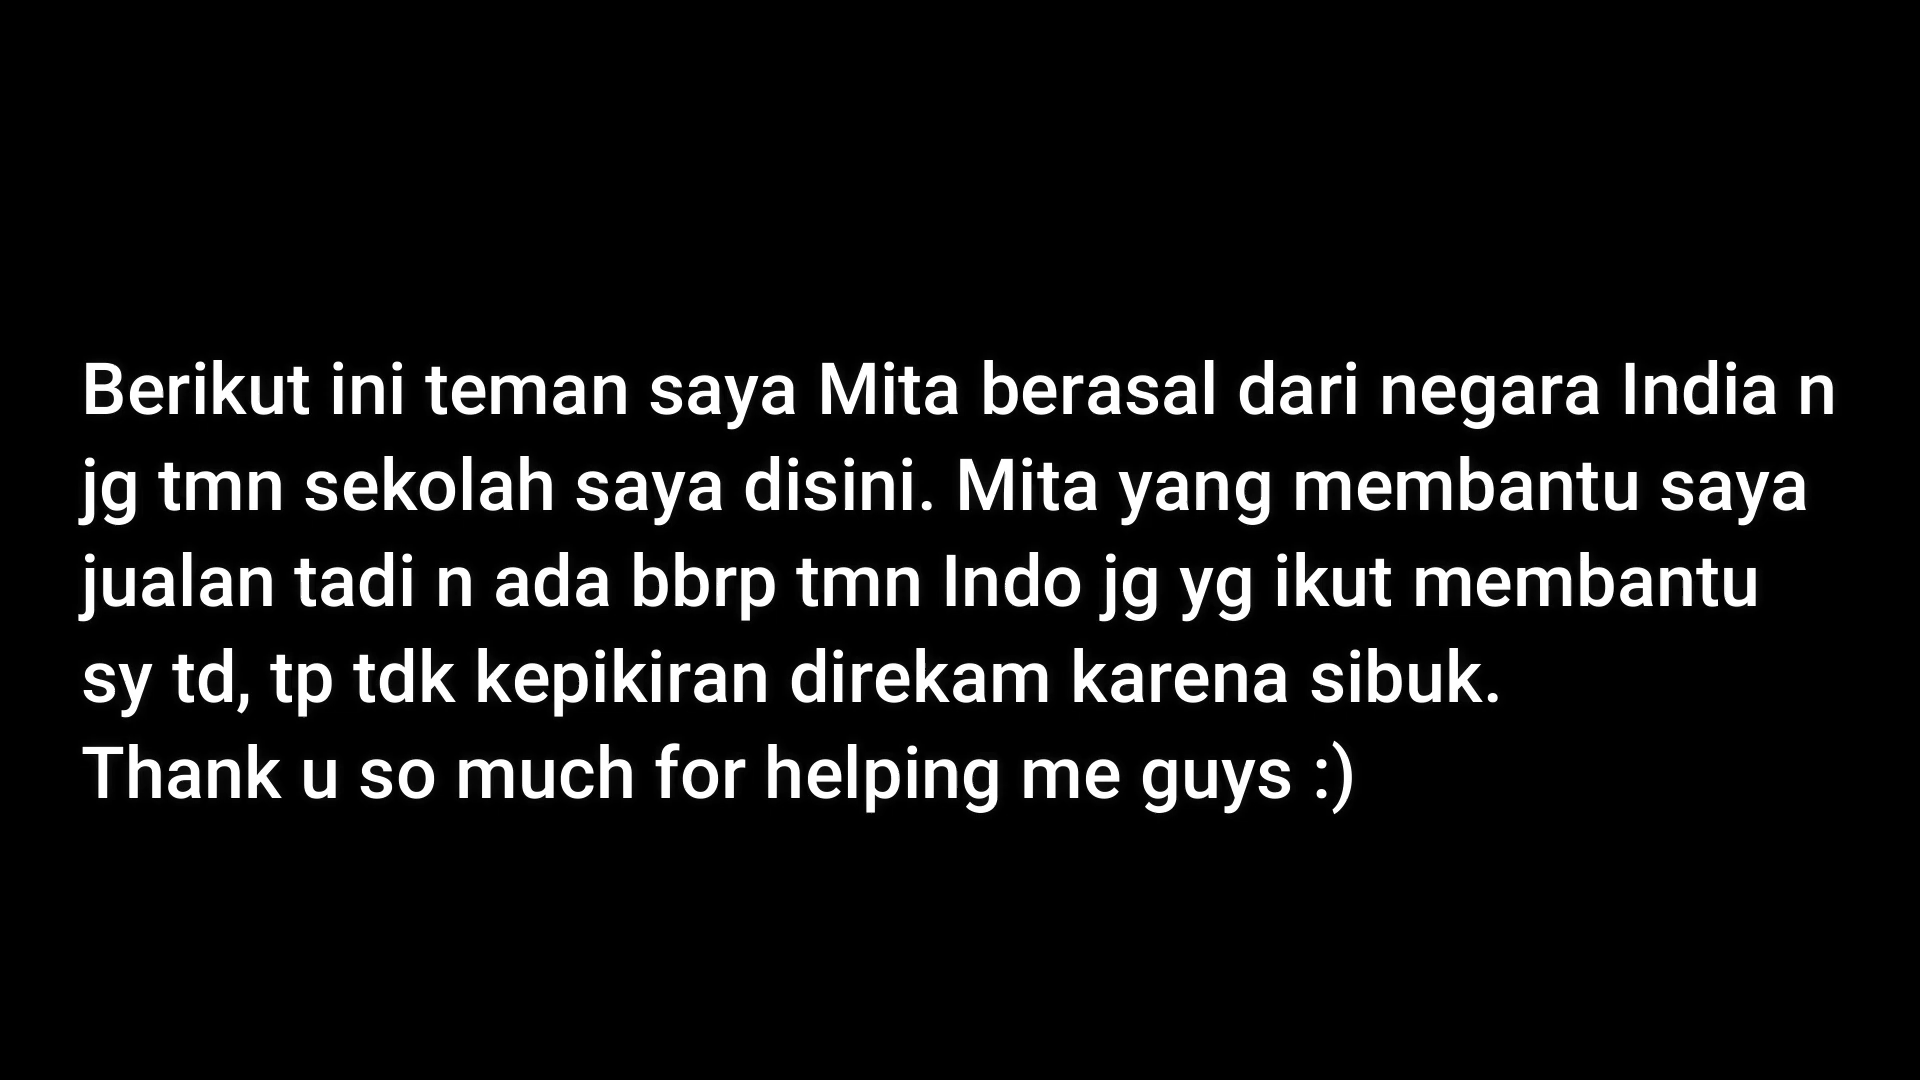 Berikut ini teman saya Mita berasal dari negara India n
jg tmn sekolah saya disini. Mita yang membantu saya
jualan tadi n ada bbrp tmn Indo jg yg ikut membantu
sy td, tp tdk kepikiran direkam karena sibuk.
Thank u so much for helping me guys :)